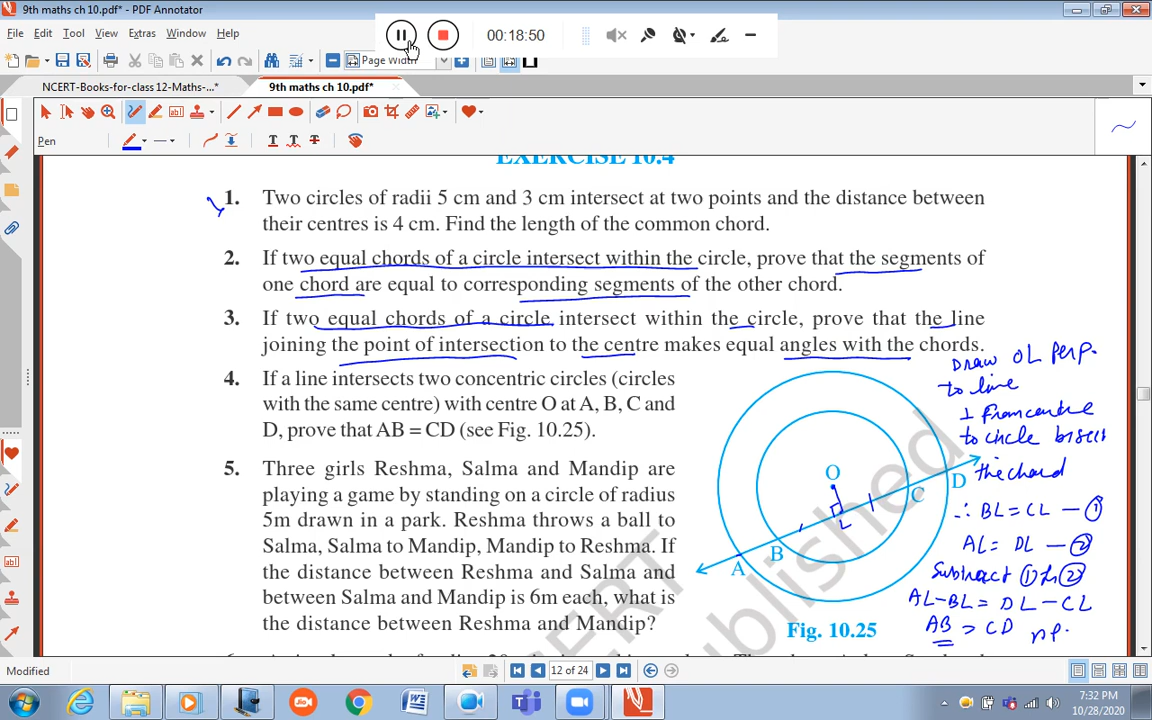 9th maths ch 10.pdf* - PDF Annotator
File Edit Tool View Extras Window Help
00:18:50
Page Width
NCERT-Books-for-class 12-Maths-...*
9th maths ch 10.pdf*
Pen
EXERCISE 10.4
1. Two circles of radii 5 cm and 3 cm intersect at two points and the distance between
their centres is 4 cm. Find the length of the common chord.
2. If two equal chords of a circle intersect within the circle, prove that the segments of
one chord are equal to corresponding segments of the other chord.
3. If two equal chords of a circle intersect within the circle, prove that the line
joining the point of intersection to the centre makes equal angles with the chords.
4. If a line intersects two concentric circles (circles
with the same centre) with centre O at A, B, C and
D, prove that AB = CD (see Fig. 10.25).
5. Three girls Reshma, Salma and Mandip are
playing a game by standing on a circle of radius
5m drawn in a park. Reshma throws a ball to
Salma, Salma to Mandip, Mandip to Reshma. If
the distance between Reshma and Salma and
between Salma and Mandip is 6m each, what is
the distance between Reshma and Mandip?
O
L
A
B
C
D
Fig. 10.25
Draw OL perp.
to line
⊥ from centre
to circle bisect
the chord
∴ BL = CL — ①
AL = DL — ②
Subtract ① ②
AL - BL = DL - CL
AB = CD
Modified
12 of 24
7:32 PM
10/28/2020